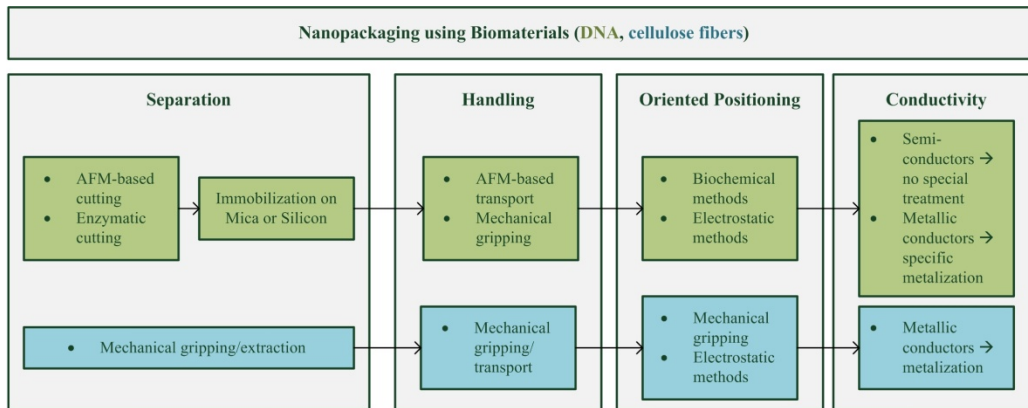 Nanopackaging using Biomaterials (DNA, cellulose fibers)
Separation
• AFM-based
cutting
• Enzymatic
cutting
Immobilization on
Mica or Silicon
• Mechanical gripping/extraction
Handling
• AFM-based
transport
• Mechanical
gripping
• Mechanical
gripping/
transport
Oriented Positioning
• Biochemical
methods
• Electrostatic
methods
• Mechanical
gripping
• Electrostatic
methods
Conductivity
• Semi-
conductors →
no special
treatment
• Metallic
conductors →
specific
metalization
• Metallic
conductors →
metalization